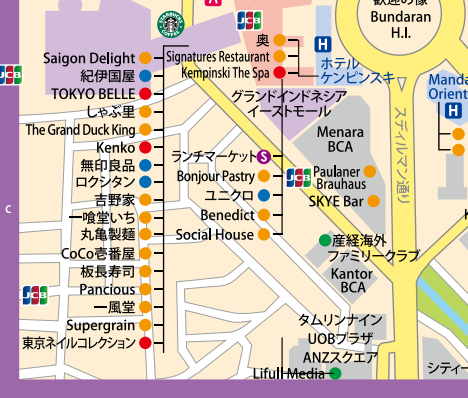 歓迎の像
Bundaran
H.I.
A
STARBUCKS COFFEE
JCB
奥
Signatures Restaurant
Kempinski The Spa
H
ホテル
ケンピンスキ
Saigon Delight
JCB
紀伊国屋
TOKYO BELLE
しゃぶ里
The Grand Duck King
Kenko
無印良品
ロクシタン
吉野家
一喰堂いち
丸亀製麺
CoCo壱番屋
板長寿司
JCB
Pancious
一風堂
Supergrain
東京ネイルコレクション
グランドインドネシア
イーストモール
ランチマーケット S
Bonjour Pastry
JCB
ユニクロ
Benedict
Social House
Menara
BCA
Paulaner
Brauhaus
SKYE Bar
スディルマン通り
Manda
Orient
H
K
C
産経海外
ファミリークラブ
Kantor
BCA
タムリンナイン
UOBプラザ
ANZスクエア
Lifull Media
シティー